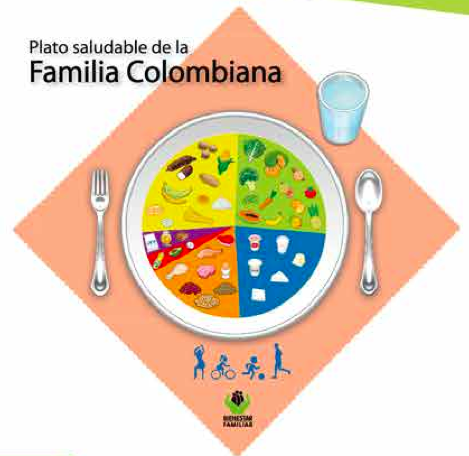 Plato saludable de la
Familia Colombiana
BIENESTAR
FAMILIAR